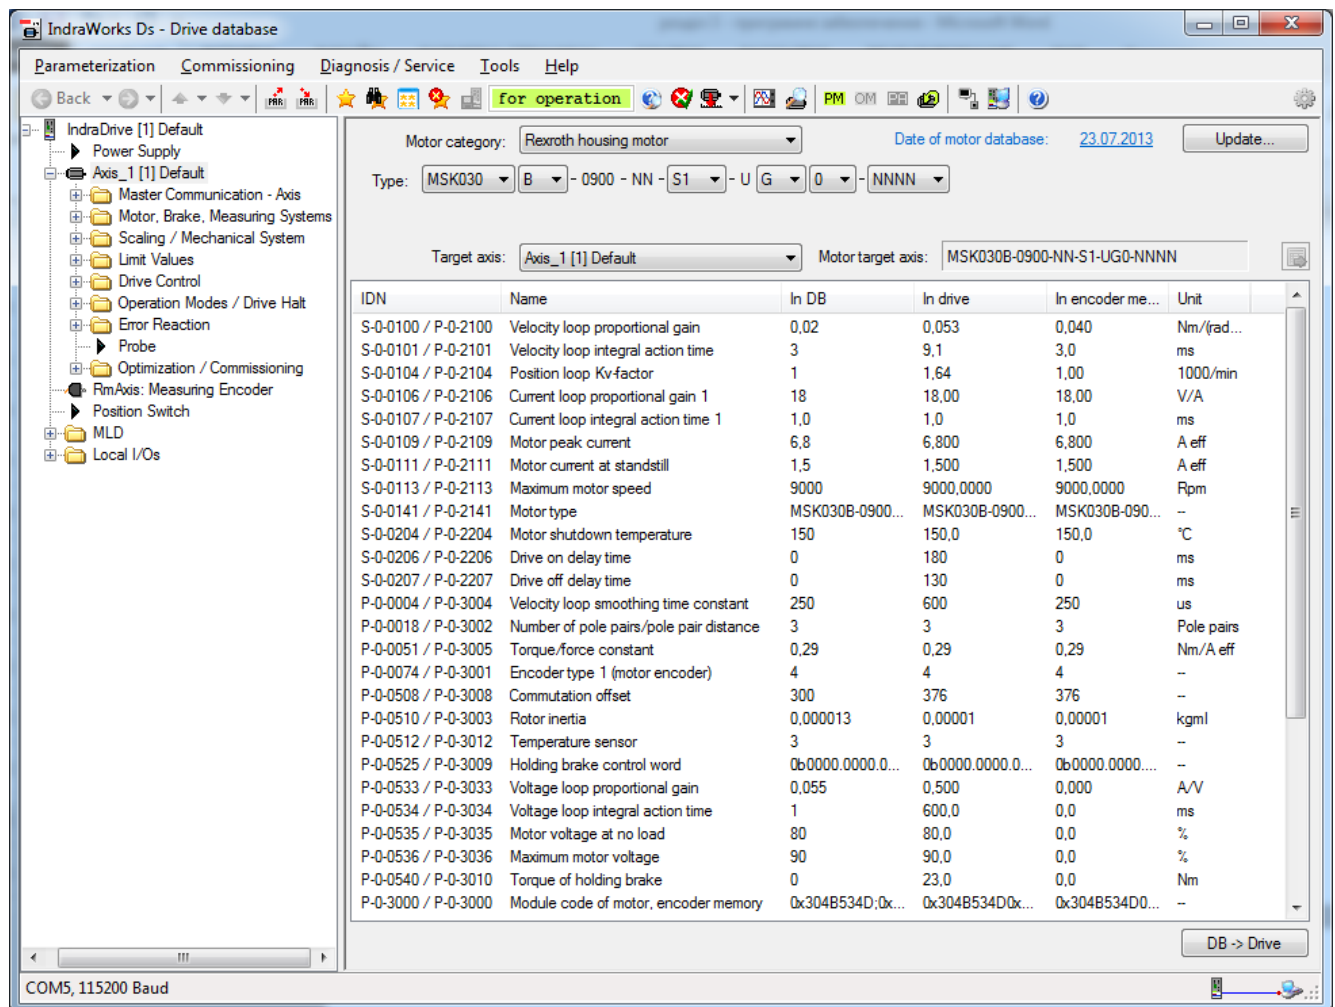 IndraWorks Ds - Drive database
Parameterization Commissioning Diagnosis / Service Tools Help
Back PAR PAR for operation PM OM
IndraDrive [1] Default
Power Supply
Axis_1 [1] Default
Master Communication - Axis
Motor, Brake, Measuring Systems
Scaling / Mechanical System
Limit Values
Drive Control
Operation Modes / Drive Halt
Error Reaction
Probe
Optimization / Commissioning
RmAxis: Measuring Encoder
Position Switch
MLD
Local I/Os
Motor category: Rexroth housing motor Date of motor database: 23.07.2013 Update...
Type: MSK030 B - 0900 - NN - S1 - U G 0 - NNNN
Target axis: Axis_1 [1] Default Motor target axis: MSK030B-0900-NN-S1-UG0-NNNN
IDN Name In DB In drive In encoder me... Unit
S-0-0100 / P-0-2100 Velocity loop proportional gain 0,02 0,053 0,040 Nm/(rad...
S-0-0101 / P-0-2101 Velocity loop integral action time 3 9,1 3,0 ms
S-0-0104 / P-0-2104 Position loop Kv-factor 1 1,64 1,00 1000/min
S-0-0106 / P-0-2106 Current loop proportional gain 1 18 18,00 18,00 V/A
S-0-0107 / P-0-2107 Current loop integral action time 1 1,0 1,0 1,0 ms
S-0-0109 / P-0-2109 Motor peak current 6,8 6,800 6,800 A eff
S-0-0111 / P-0-2111 Motor current at standstill 1,5 1,500 1,500 A eff
S-0-0113 / P-0-2113 Maximum motor speed 9000 9000,0000 9000,0000 Rpm
S-0-0141 / P-0-2141 Motor type MSK030B-0900... MSK030B-0900... MSK030B-090... --
S-0-0204 / P-0-2204 Motor shutdown temperature 150 150,0 150,0 °C
S-0-0206 / P-0-2206 Drive on delay time 0 180 0 ms
S-0-0207 / P-0-2207 Drive off delay time 0 130 0 ms
P-0-0004 / P-0-3004 Velocity loop smoothing time constant 250 600 250 us
P-0-0018 / P-0-3002 Number of pole pairs/pole pair distance 3 3 3 Pole pairs
P-0-0051 / P-0-3005 Torque/force constant 0,29 0,29 0,29 Nm/A eff
P-0-0074 / P-0-3001 Encoder type 1 (motor encoder) 4 4 4 --
P-0-0508 / P-0-3008 Commutation offset 300 376 376 --
P-0-0510 / P-0-3003 Rotor inertia 0,000013 0,00001 0,00001 kgml
P-0-0512 / P-0-3012 Temperature sensor 3 3 3 --
P-0-0525 / P-0-3009 Holding brake control word 0b0000.0000.0... 0b0000.0000.0... 0b0000.0000.... --
P-0-0533 / P-0-3033 Voltage loop proportional gain 0,055 0,500 0,000 A/V
P-0-0534 / P-0-3034 Voltage loop integral action time 1 600,0 0,0 ms
P-0-0535 / P-0-3035 Motor voltage at no load 80 80,0 0,0 %
P-0-0536 / P-0-3036 Maximum motor voltage 90 90,0 0,0 %
P-0-0540 / P-0-3010 Torque of holding brake 0 23,0 0,0 Nm
P-0-3000 / P-0-3000 Module code of motor, encoder memory 0x304B534D;0x... 0x304B534D0x... 0x304B534D0... --
DB -> Drive
COM5, 115200 Baud